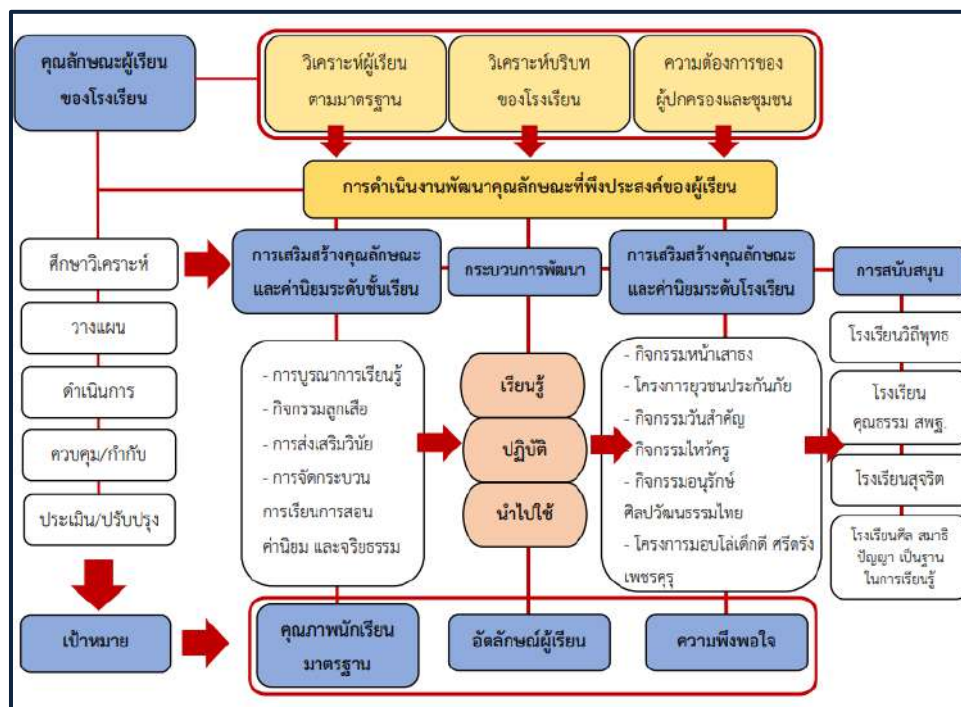 คุณลักษณะผู้เรียน
ของโรงเรียน
วิเคราะห์ผู้เรียน
ตามมาตรฐาน
วิเคราะห์บริบท
ของโรงเรียน
ความต้องการของ
ผู้ปกครองและชุมชน
การดำเนินงานพัฒนาคุณลักษณะที่พึงประสงค์ของผู้เรียน
ศึกษาวิเคราะห์
วางแผน
ดำเนินการ
ควบคุม/กำกับ
ประเมิน/ปรับปรุง
การเสริมสร้างคุณลักษณะ
และค่านิยมระดับชั้นเรียน
กระบวนการพัฒนา
การเสริมสร้างคุณลักษณะ
และค่านิยมระดับโรงเรียน
การสนับสนุน
- การบูรณาการเรียนรู้
- กิจกรรมลูกเสือ
- การส่งเสริมวินัย
- การจัดกระบวน
การเรียนการสอน
ค่านิยม และจริยธรรม
เรียนรู้
ปฏิบัติ
นำไปใช้
- กิจกรรมหน้าเสาธง
- โครงการยุวชนประกันภัย
- กิจกรรมวันสำคัญ
- กิจกรรมไหว้ครู
- กิจกรรมอนุรักษ์
ศิลปวัฒนธรรมไทย
- โครงการมอบโล่เด็กดี ศรีตรัง
เพชรคุรุ
โรงเรียนวิถีพุทธ
โรงเรียน
คุณธรรม สพฐ.
โรงเรียนสุจริต
โรงเรียนศีล สมาธิ
ปัญญา เป็นฐาน
ในการเรียนรู้
เป้าหมาย
คุณภาพนักเรียน
มาตรฐาน
อัตลักษณ์ผู้เรียน
ความพึงพอใจ